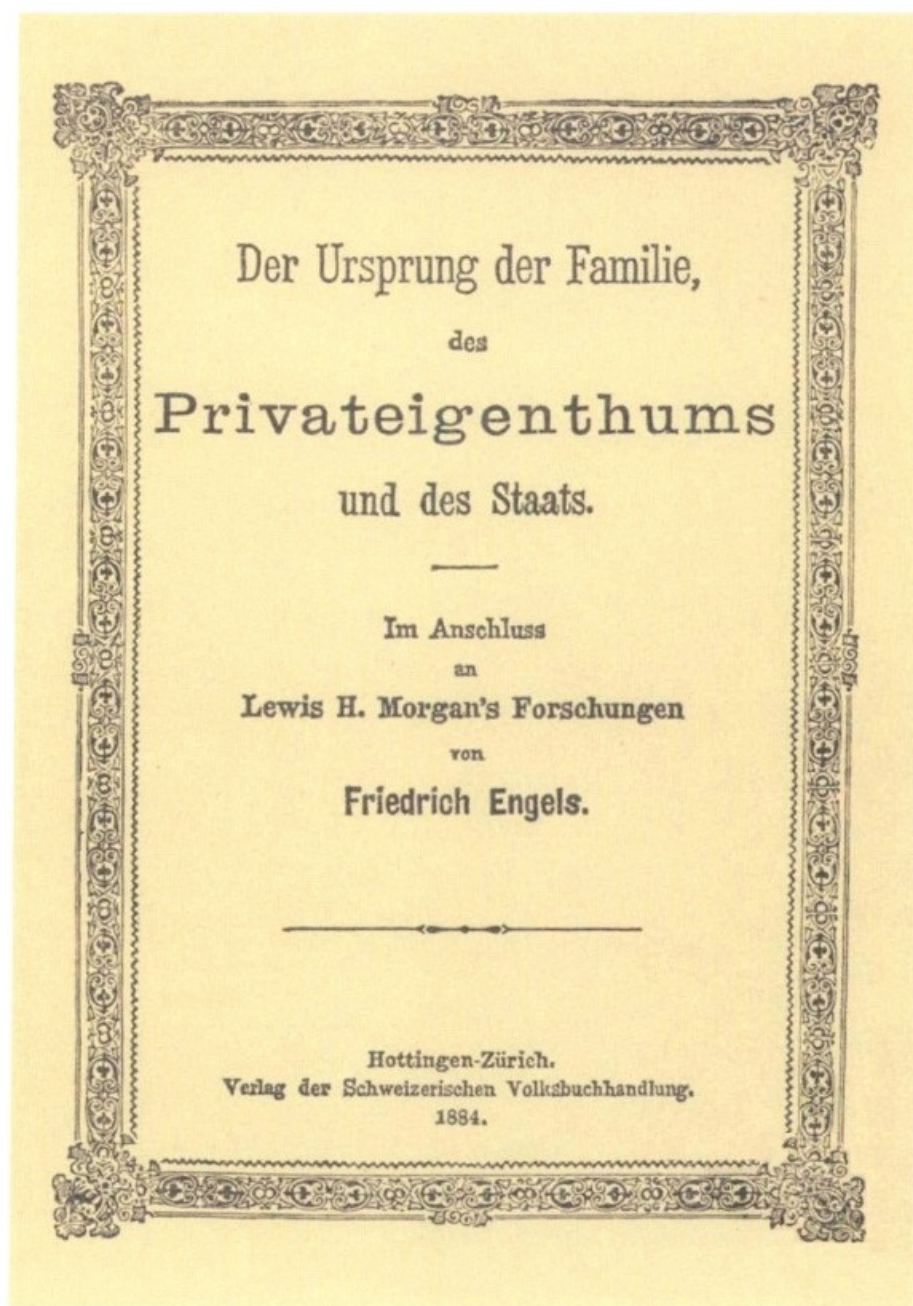 Der Ursprung der Familie,
des
Privateigenthums
und des Staats.
Im Anschluss
an
Lewis H. Morgan's Forschungen
von
Friedrich Engels.
Hottingen-Zürich.
Verlag der Schweizerischen Volksbuchhandlung.
1884.